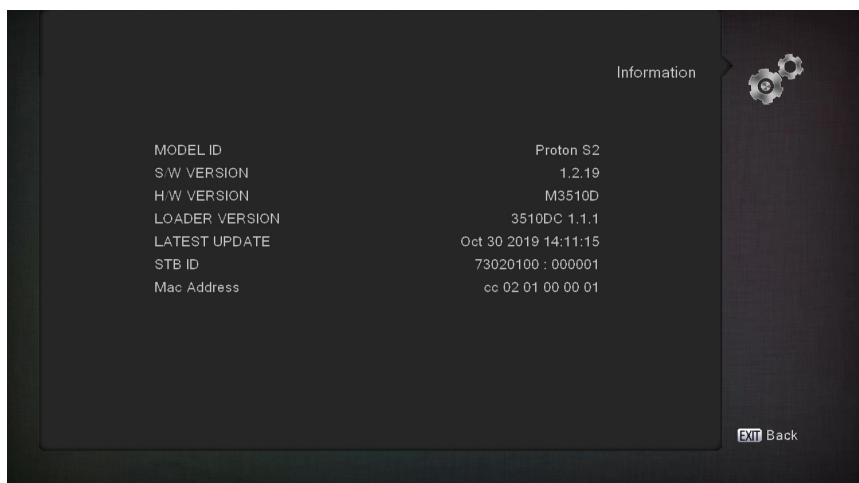 Information
MODEL ID Proton S2
S/W VERSION 1.2.19
H/W VERSION M3510D
LOADER VERSION 3510DC 1.1.1
LATEST UPDATE Oct 30 2019 14:11:15
STB ID 73020100 : 000001
Mac Address cc 02 01 00 00 01
EXIT Back